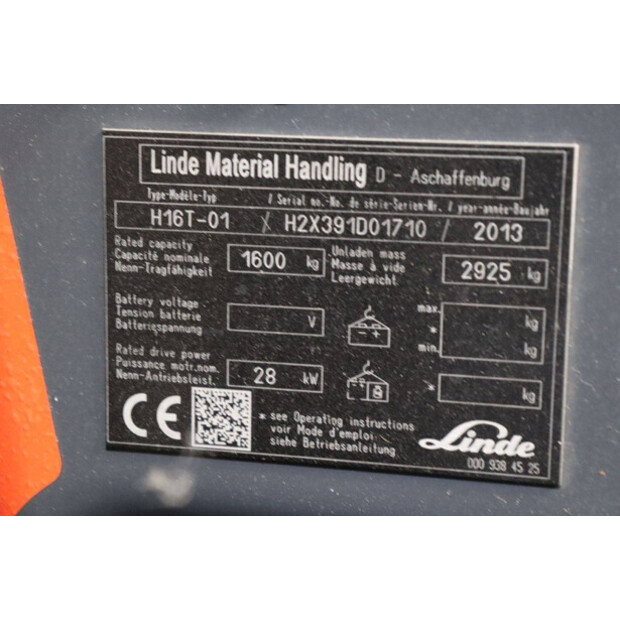 Linde Material Handling D - Aschaffenburg
Type-Modèle-Typ / Serial no.-No. de série-Serien-Nr. / year-année-Baujahr
H16T-01 / H2X391D01710 / 2013
Rated capacity
Capacité nominale
Nenn-Tragfähigkeit
1600 kg
Unladen mass
Masse à vide
Leergewicht
2925 kg
Battery voltage
Tension batterie
Batteriespannung
V
- +
max.
*
min.
kg
kg
Rated drive power
Puissance motr.nom.
Nenn-Antriebsleist.
28 kW
*
kg
CE
* see Operating instructions
voir Mode d'emploi
siehe Betriebsanleitung
Linde
000 938 45 25